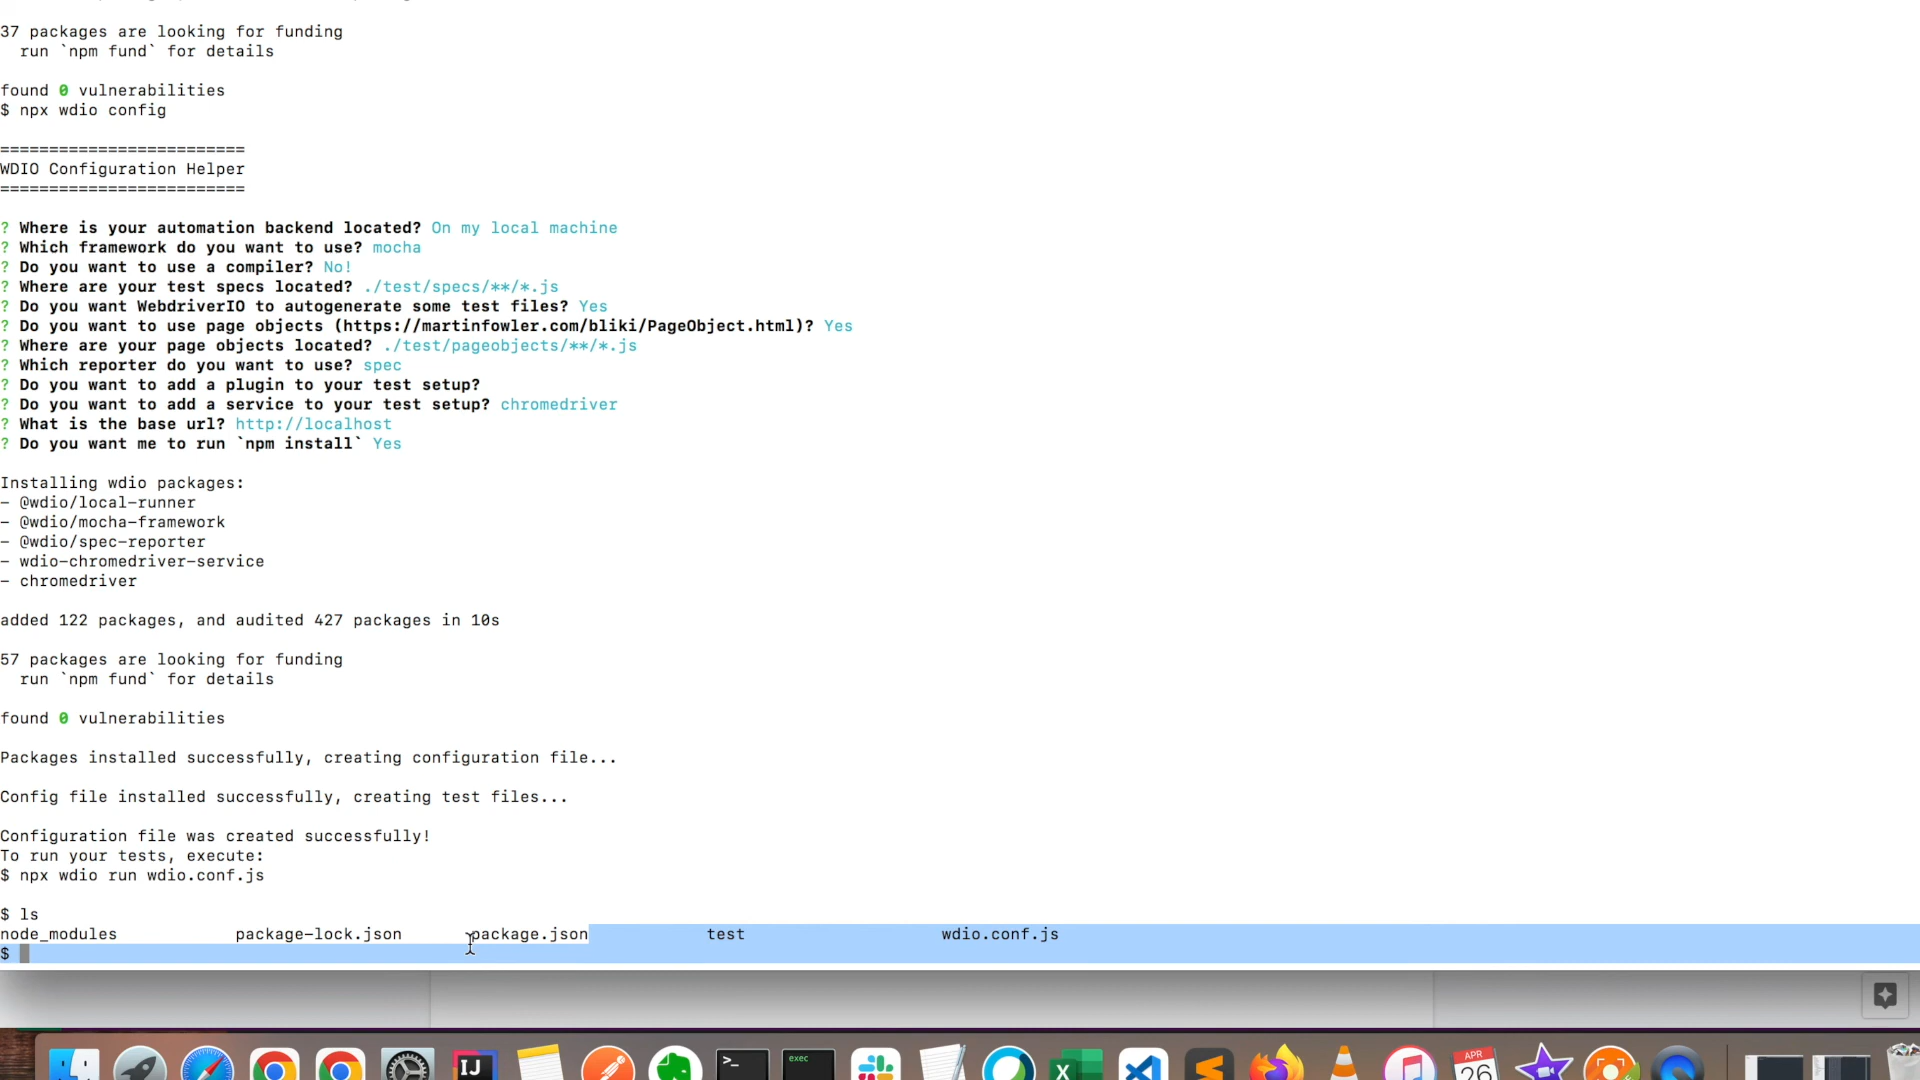 37 packages are looking for funding
run `npm fund` for details
found 0 vulnerabilities
$ npx wdio config
=========================
WDIO Configuration Helper
=========================
? Where is your automation backend located? On my local machine
? Which framework do you want to use? mocha
? Do you want to use a compiler? No!
? Where are your test specs located? ./test/specs/**/*.js
? Do you want WebdriverIO to autogenerate some test files? Yes
? Do you want to use page objects (https://martinfowler.com/bliki/PageObject.html)? Yes
? Where are your page objects located? ./test/pageobjects/**/*.js
? Which reporter do you want to use? spec
? Do you want to add a plugin to your test setup?
? Do you want to add a service to your test setup? chromedriver
? What is the base url? http://localhost
? Do you want me to run `npm install` Yes
Installing wdio packages:
- @wdio/local-runner
- @wdio/mocha-framework
- @wdio/spec-reporter
- wdio-chromedriver-service
- chromedriver
added 122 packages, and audited 427 packages in 10s
57 packages are looking for funding
run `npm fund` for details
found 0 vulnerabilities
Packages installed successfully, creating configuration file...
Config file installed successfully, creating test files...
Configuration file was created successfully!
To run your tests, execute:
$ npx wdio run wdio.conf.js
$ ls
node_modules package-lock.json package.json test wdio.conf.js
$
IJ
>_
exec
X
APR
26